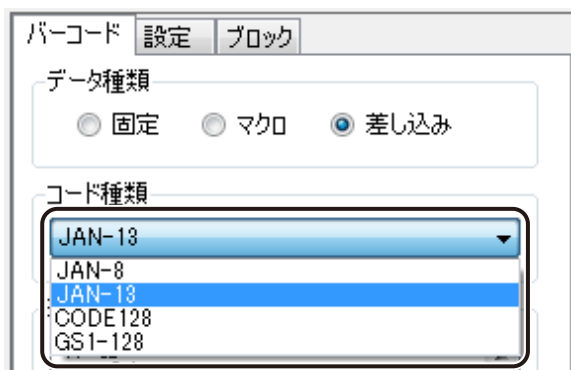 バーコード 設定 ブロック
データ種類
固定 マクロ 差し込み
コード種類
JAN-13
JAN-8
JAN-13
CODE128
GS1-128